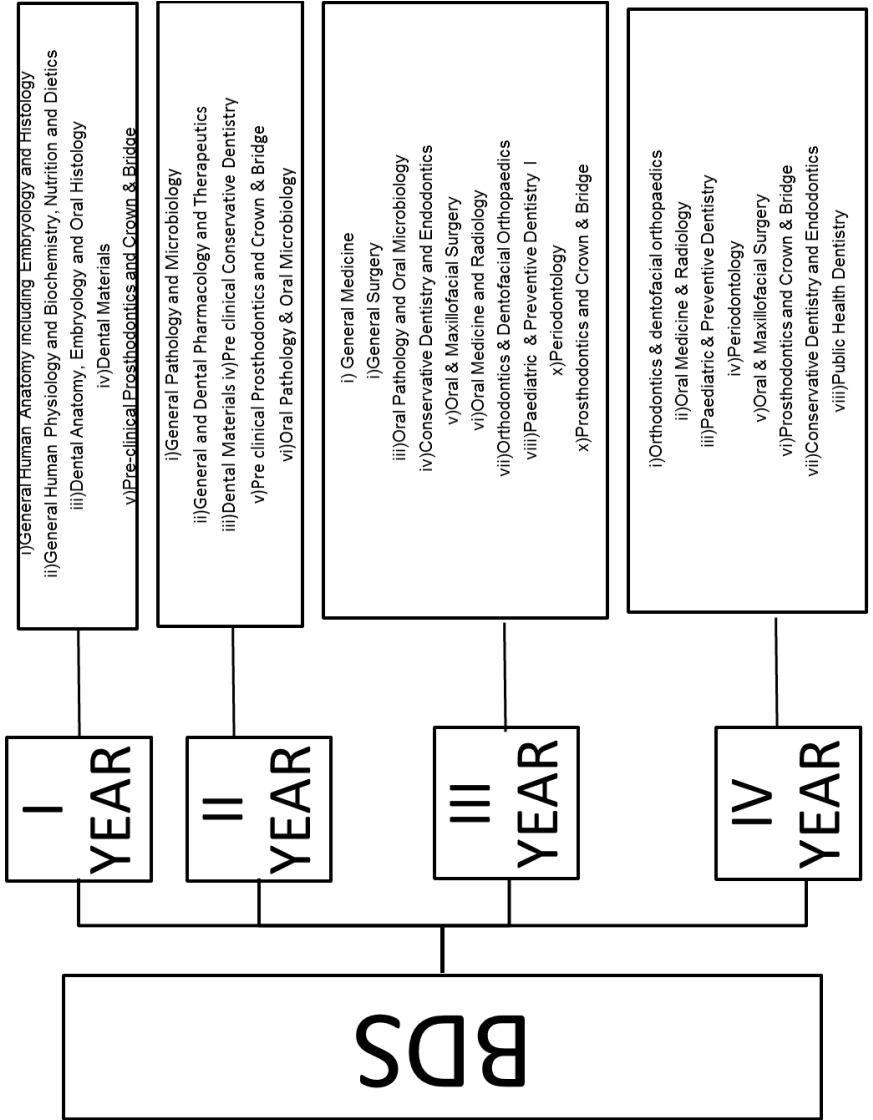 BDS
I
YEAR
i)General Human Anatomy including Embryology and Histology
ii)General Human Physiology and Biochemistry, Nutrition and Dietics
iii)Dental Anatomy, Embryology and Oral Histology
iv)Dental Materials
v)Pre-clinical Prosthodontics and Crown & Bridge
II
YEAR
i)General Pathology and Microbiology
ii)General and Dental Pharmacology and Therapeutics
iii)Dental Materials iv)Pre clinical Conservative Dentistry
v)Pre clinical Prosthodontics and Crown & Bridge
vi)Oral Pathology & Oral Microbiology
III
YEAR
i) General Medicine
i)General Surgery
iii)Oral Pathology and Oral Microbiology
iv)Conservative Dentistry and Endodontics
v)Oral & Maxillofacial Surgery
vi)Oral Medicine and Radiology
vii)Orthodontics & Dentofacial Orthopaedics
viii)Paediatric & Preventive Dentistry I
x)Periodontology
x)Prosthodontics and Crown & Bridge
IV
YEAR
i)Orthodontics & dentofacial orthopaedics
ii)Oral Medicine & Radiology
iii)Paediatric & Preventive Dentistry
iv)Periodontology
v)Oral & Maxillofacial Surgery
vi)Prosthodontics and Crown & Bridge
vii)Conservative Dentistry and Endodontics
viii)Public Health Dentistry